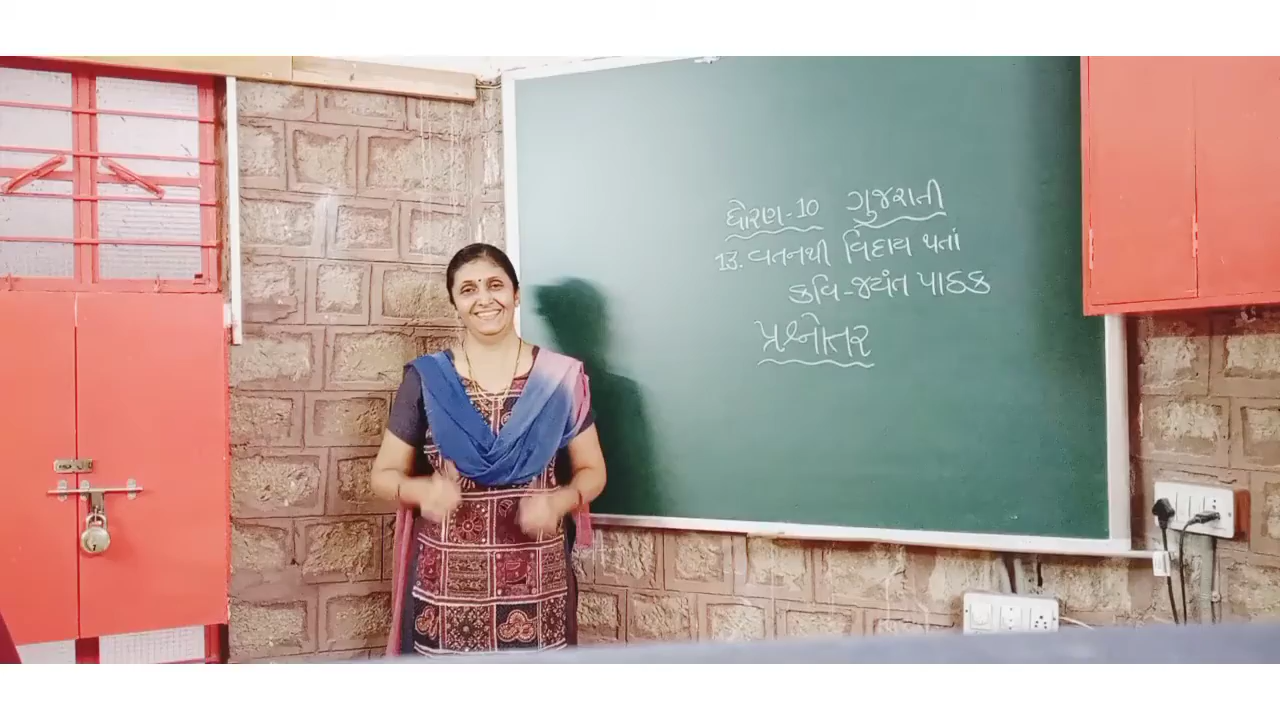 ધોરણ-10 ગુજરાતી
13. વતનથી વિદાય થતાં
કવિ-જયંત પાઠક
પ્રશ્નોતર